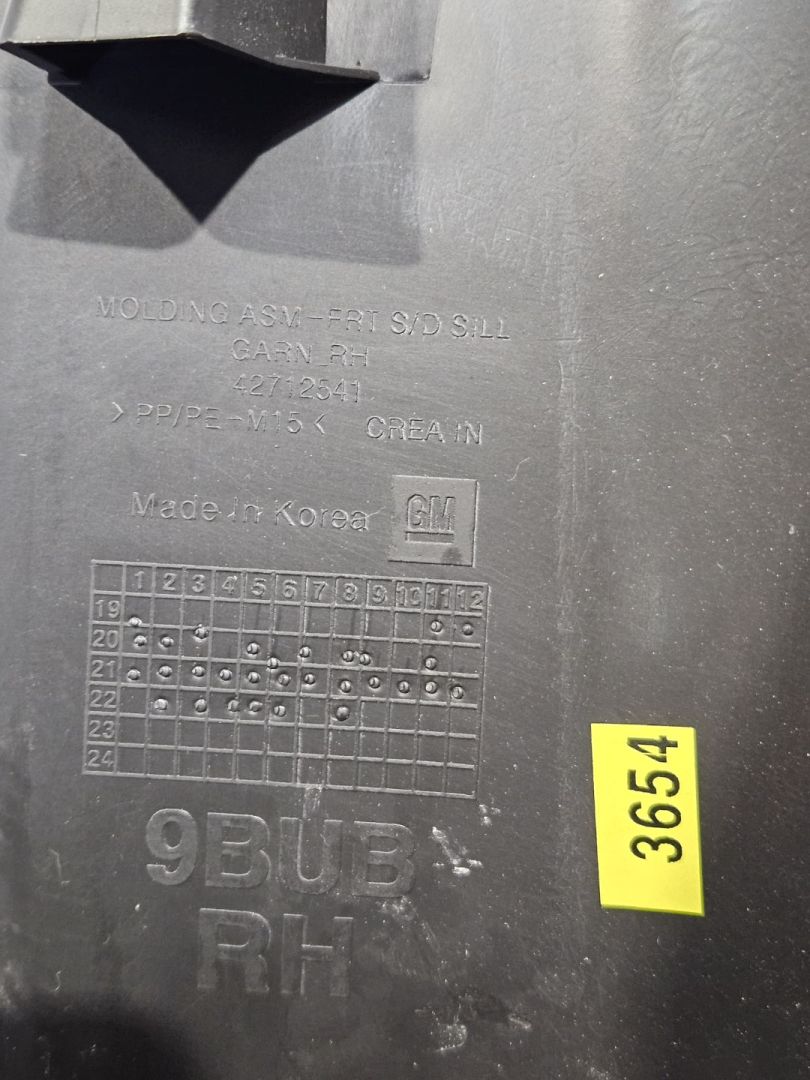 MOLDING ASM-FRT S/D SILL
GARN_RH
42712541
>PP/PE-M15< CREA IN
Made In Korea GM
1 2 3 4 5 6 7 8 9 10 11 12
19
20
21
22
23
24
9BUB
RH
3654